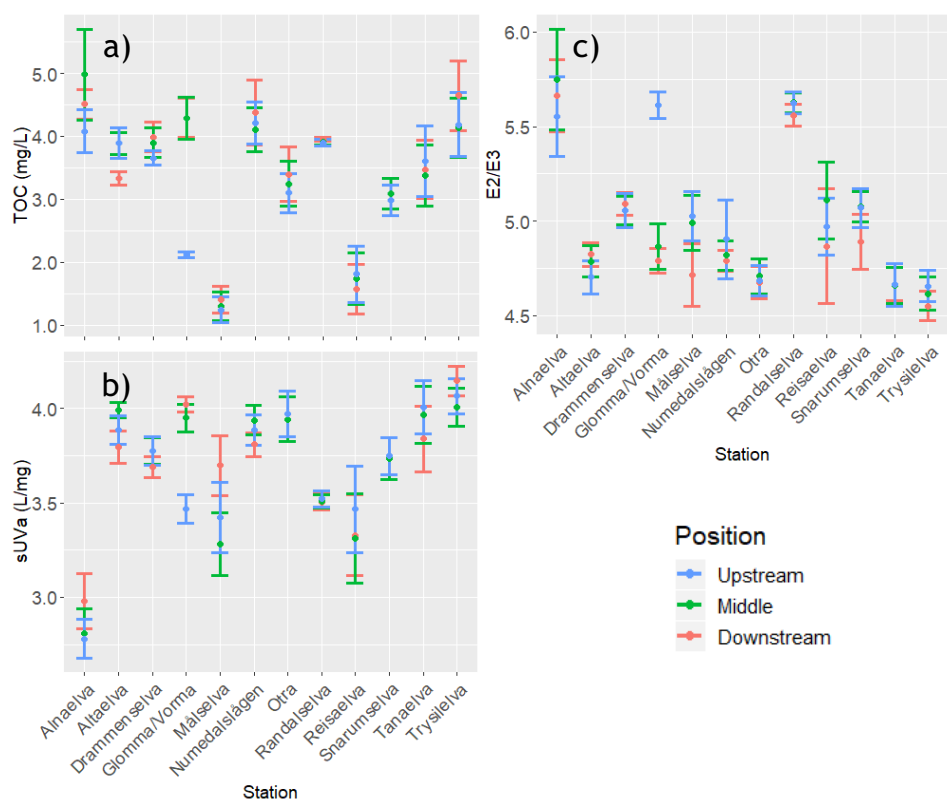 a)
TOC (mg/L)
5.0
4.0
3.0
2.0
1.0
b)
sUVa (L/mg)
4.0
3.5
3.0
Alnaelva
Altaelva
Drammenselva
Glomma/Vorma
Målselva
Numedalslågen
Otra
Randalselva
Reisaelva
Snarumselva
Tanaelva
Trysilelva
Station
c)
E2/E3
6.0
5.5
5.0
4.5
Alnaelva
Altaelva
Drammenselva
Glomma/Vorma
Målselva
Numedalslågen
Otra
Randalselva
Reisaelva
Snarumselva
Tanaelva
Trysilelva
Station
Position
Upstream
Middle
Downstream